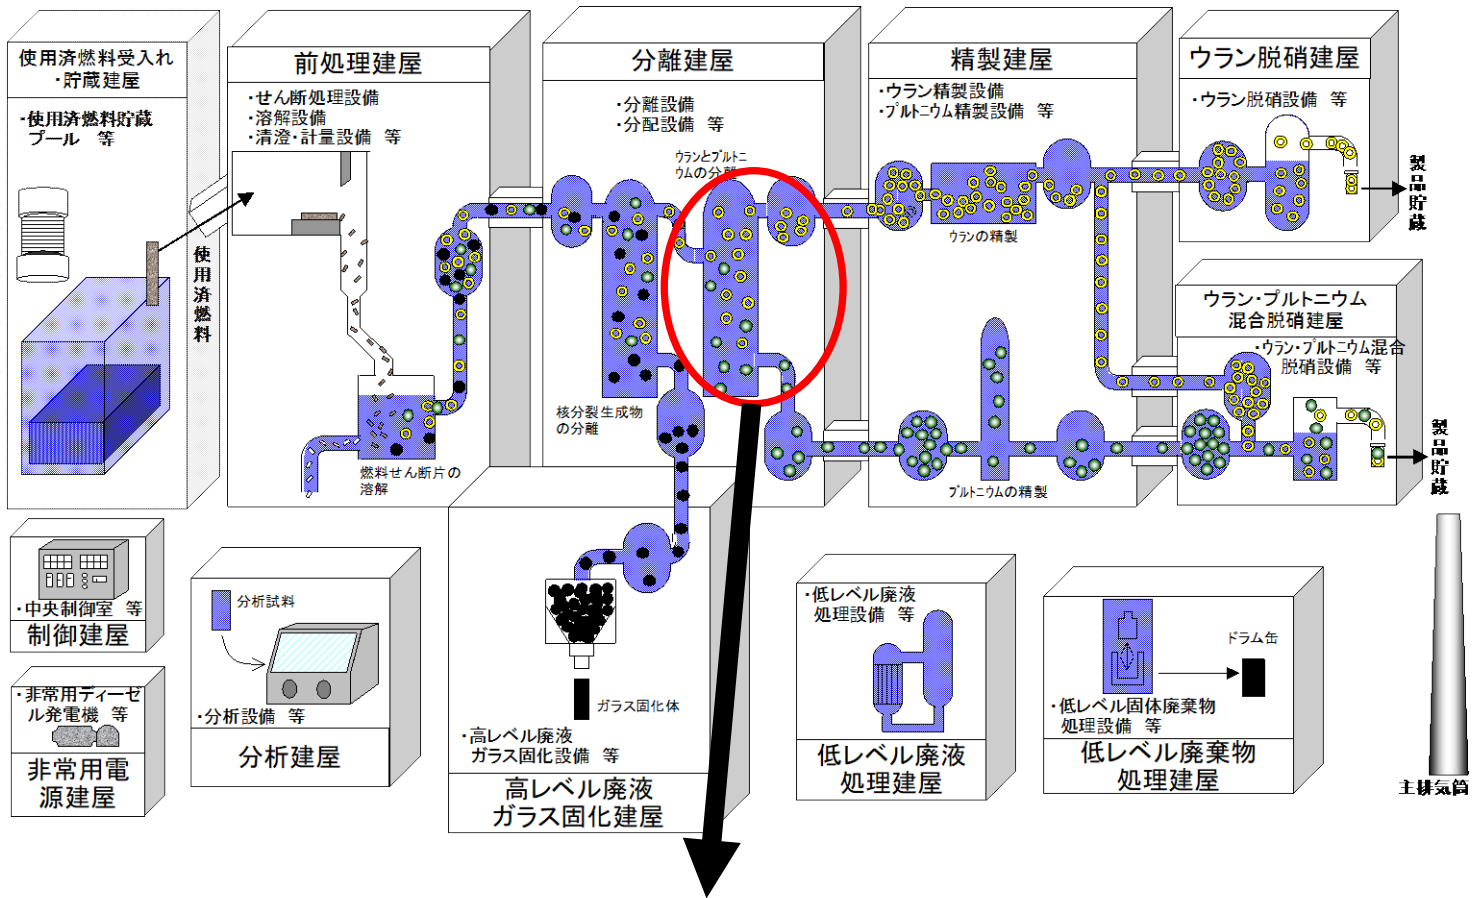 使用済燃料受入れ
・貯蔵建屋
・使用済燃料貯蔵
プール 等
使用済燃料
前処理建屋
・せん断処理設備
・溶解設備
・清澄・計量設備 等
燃料せん断片の
溶解
分離建屋
・分離設備
・分配設備 等
ウランとプルトニ
ウムの分離
核分裂生成物
の分離
精製建屋
・ウラン精製設備
・プルトニウム精製設備 等
ウランの精製
プルトニウムの精製
ウラン脱硝建屋
・ウラン脱硝設備 等
製品貯蔵
ウラン・プルトニウム
混合脱硝建屋
・ウラン・プルトニウム混合
脱硝設備 等
製品貯蔵
・中央制御室 等
制御建屋
・非常用ディーゼ
ル発電機 等
非常用電
源建屋
分析試料
・分析設備 等
分析建屋
ガラス固化体
・高レベル廃液
ガラス固化設備 等
高レベル廃液
ガラス固化建屋
・低レベル廃液
処理設備 等
低レベル廃液
処理建屋
ドラム缶
・低レベル固体廃棄物
処理設備 等
低レベル廃棄物
処理建屋
主排気筒